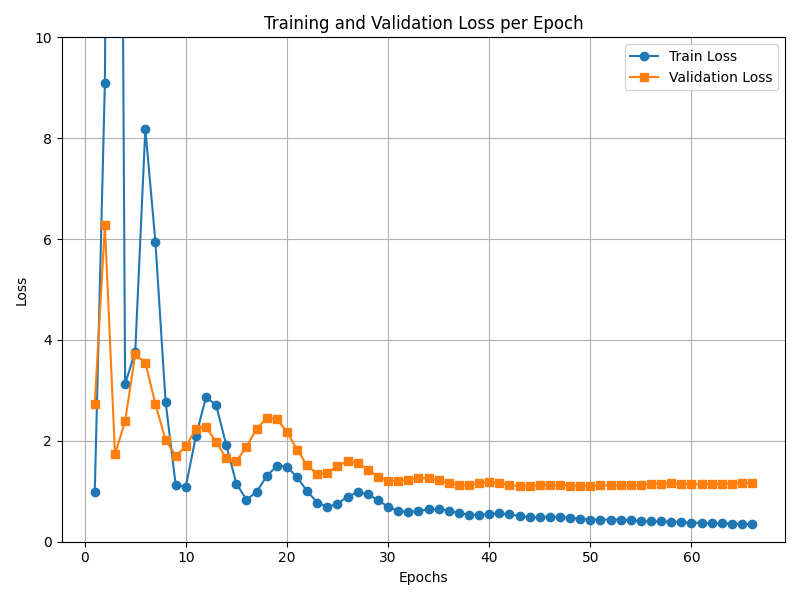 Training and Validation Loss per Epoch
Train Loss
Validation Loss
10
8
6
4
2
0
Loss
0 10 20 30 40 50 60
Epochs